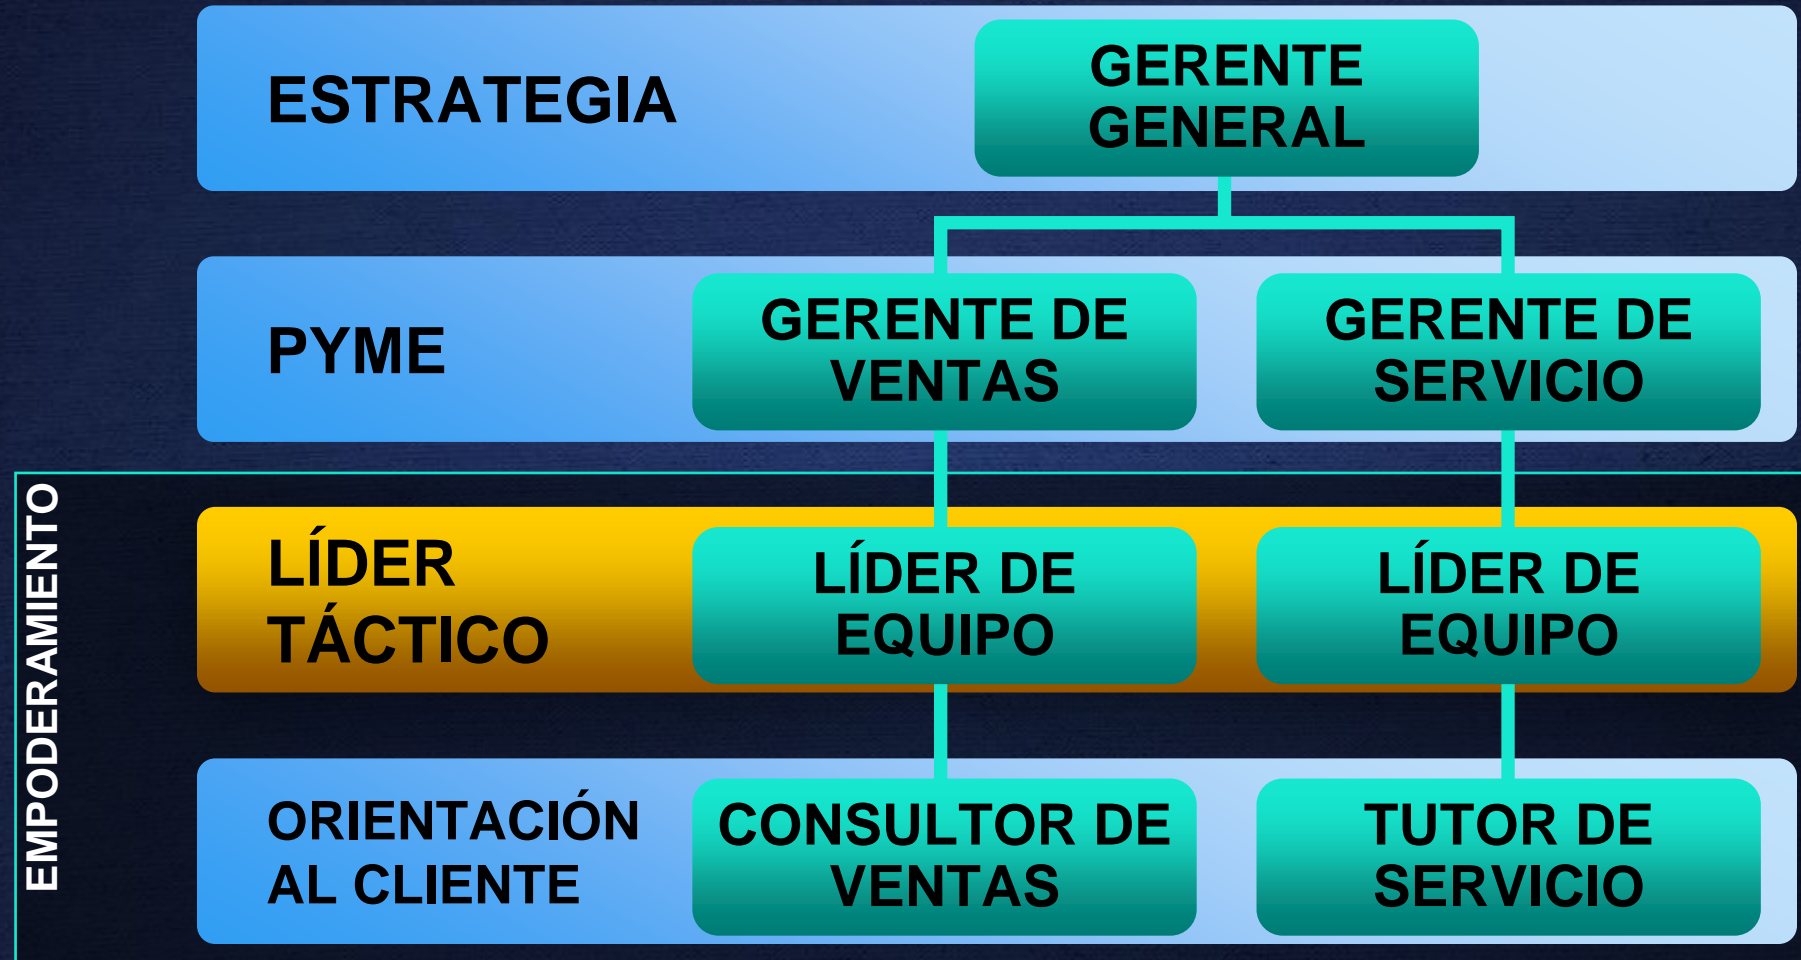 ESTRATEGIA
GERENTE
GENERAL
PYME
GERENTE DE
VENTAS
GERENTE DE
SERVICIO
EMPODERAMIENTO
LÍDER
TÁCTICO
LÍDER DE
EQUIPO
LÍDER DE
EQUIPO
ORIENTACIÓN
AL CLIENTE
CONSULTOR DE
VENTAS
TUTOR DE
SERVICIO